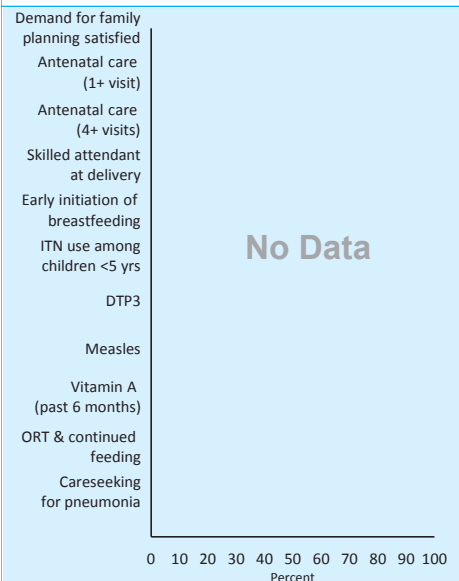 Demand for family
planning satisfied
Antenatal care
(1+ visit)
Antenatal care
(4+ visits)
Skilled attendant
at delivery
Early initiation of
breastfeeding
ITN use among
children <5 yrs
DTP3
Measles
Vitamin A
(past 6 months)
ORT & continued
feeding
Careseeking
for pneumonia
No Data
0 10 20 30 40 50 60 70 80 90 100
Percent